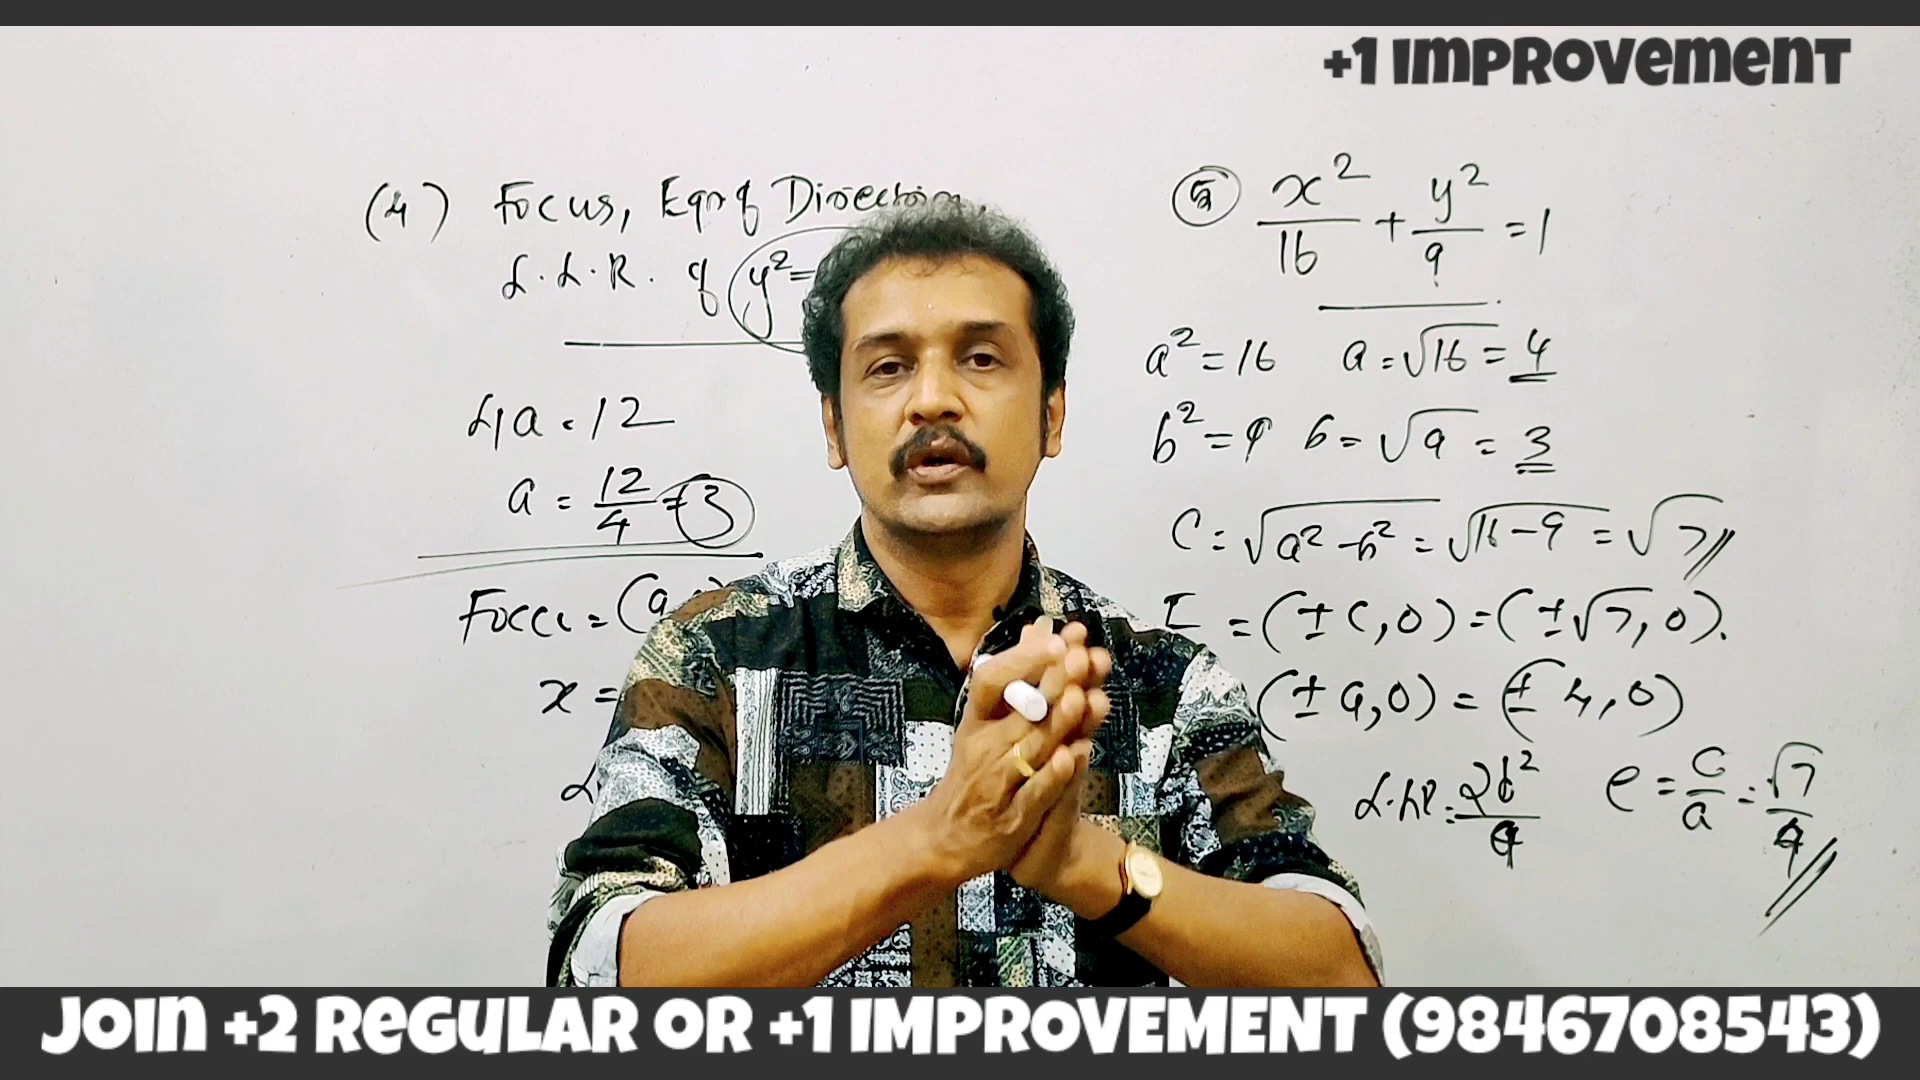 +1 IMPROVEMENT
(4) Focus, Eqn of
L.L.R. of y²=
4a = 12
a = 12/4 = 3
Foci = (a
x =
⑤ x²/16 + y²/9 = 1
a² = 16 a = √16 = 4
b² = 9 b = √9 = 3
C = √a² - b² = √16 - 9 = √7
= (± c, 0) = (± √7, 0).
(± a, 0) = (± 4, 0)
L.LR = 2b²/a e = c/a = √7/4
JOIN +2 REGULAR OR +1 IMPROVEMENT (9846708543)